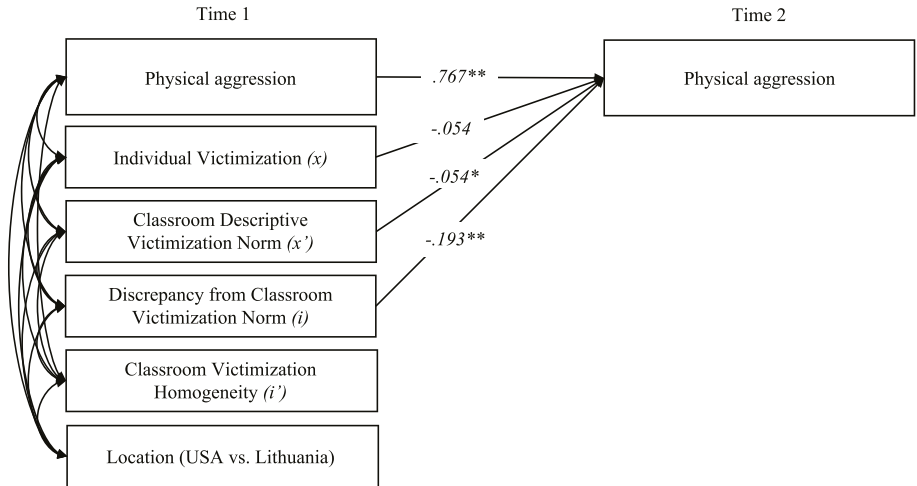 Time 1
Time 2
Physical aggression
.767**
Physical aggression
-.054
Individual Victimization (x)
-.054*
Classroom Descriptive
Victimization Norm (x’)
-.193**
Discrepancy from Classroom
Victimization Norm (i)
Classroom Victimization
Homogeneity (i’)
Location (USA vs. Lithuania)